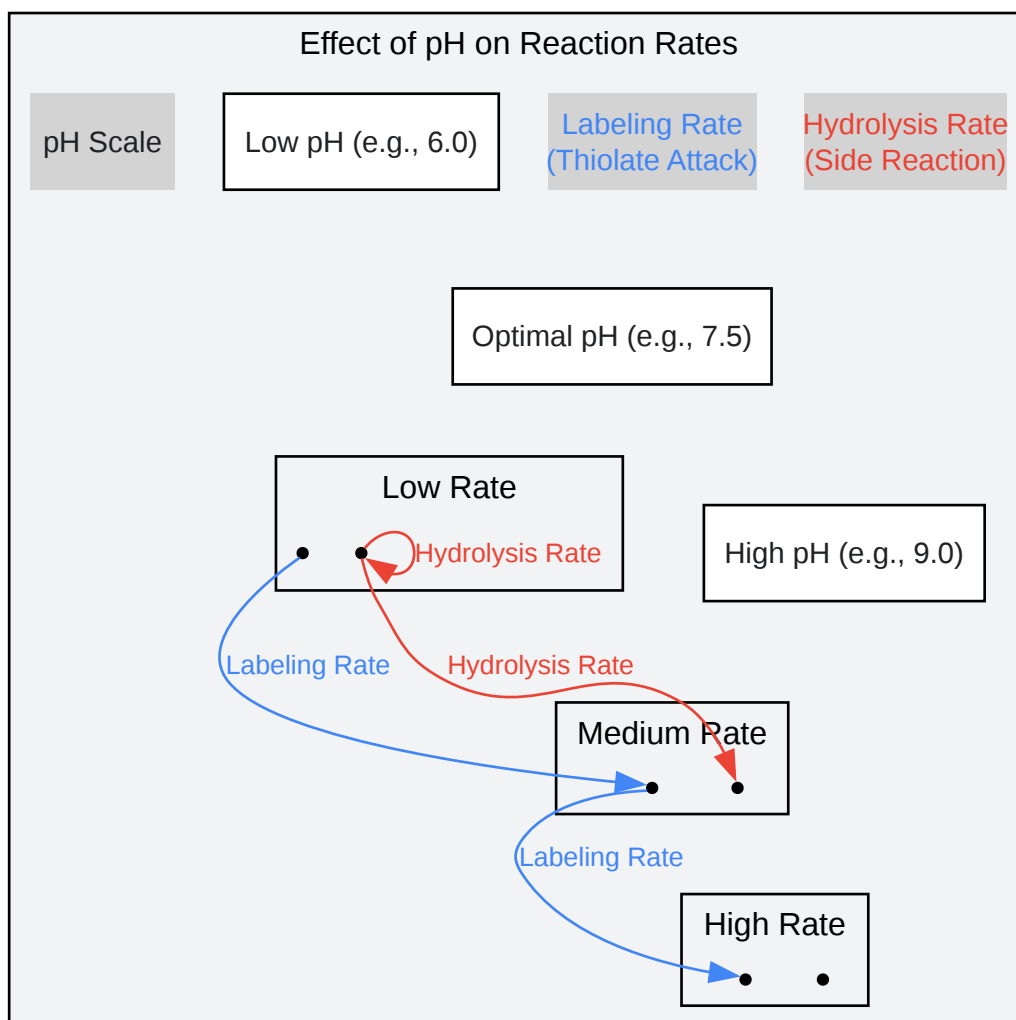 Effect of pH on Reaction Rates
pH Scale
Low pH (e.g., 6.0)
Labeling Rate
(Thiolate Attack)
Hydrolysis Rate
(Side Reaction)
Optimal pH (e.g., 7.5)
Low Rate
Hydrolysis Rate
High pH (e.g., 9.0)
Labeling Rate
Hydrolysis Rate
Medium Rate
Labeling Rate
High Rate